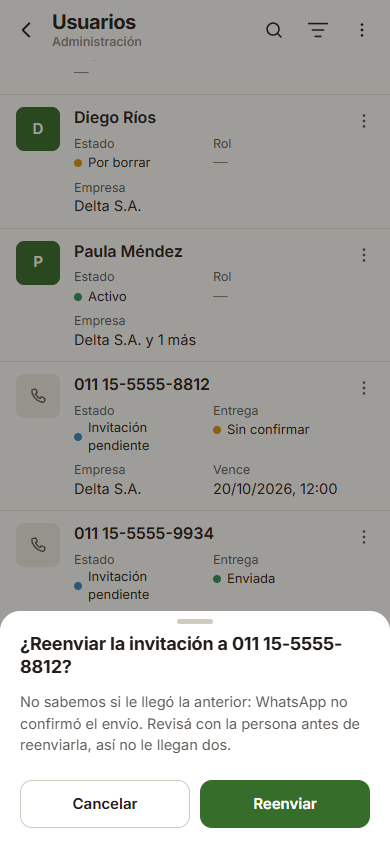 Usuarios
Administración
—
D
Diego Ríos
Estado
Rol
Por borrar
—
Empresa
Delta S.A.
P
Paula Méndez
Estado
Rol
Activo
—
Empresa
Delta S.A. y 1 más
011 15-5555-8812
Estado
Entrega
Invitación
pendiente
Sin confirmar
Empresa
Vence
Delta S.A.
20/10/2026, 12:00
011 15-5555-9934
Estado
Entrega
Invitación
pendiente
Enviada
¿Reenviar la invitación a 011 15-5555-
8812?
No sabemos si le llegó la anterior: WhatsApp no
confirmó el envío. Revisá con la persona antes de
reenviarla, así no le llegan dos.
Cancelar
Reenviar